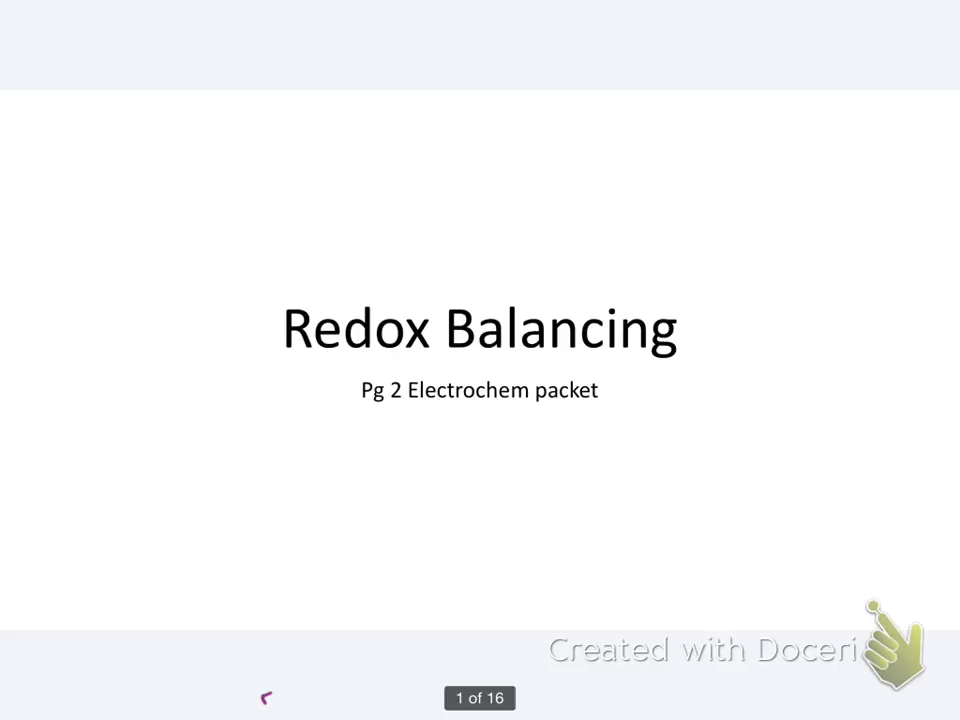 Redox Balancing
Pg 2 Electrochem packet
Created with Doceri
1 of 16